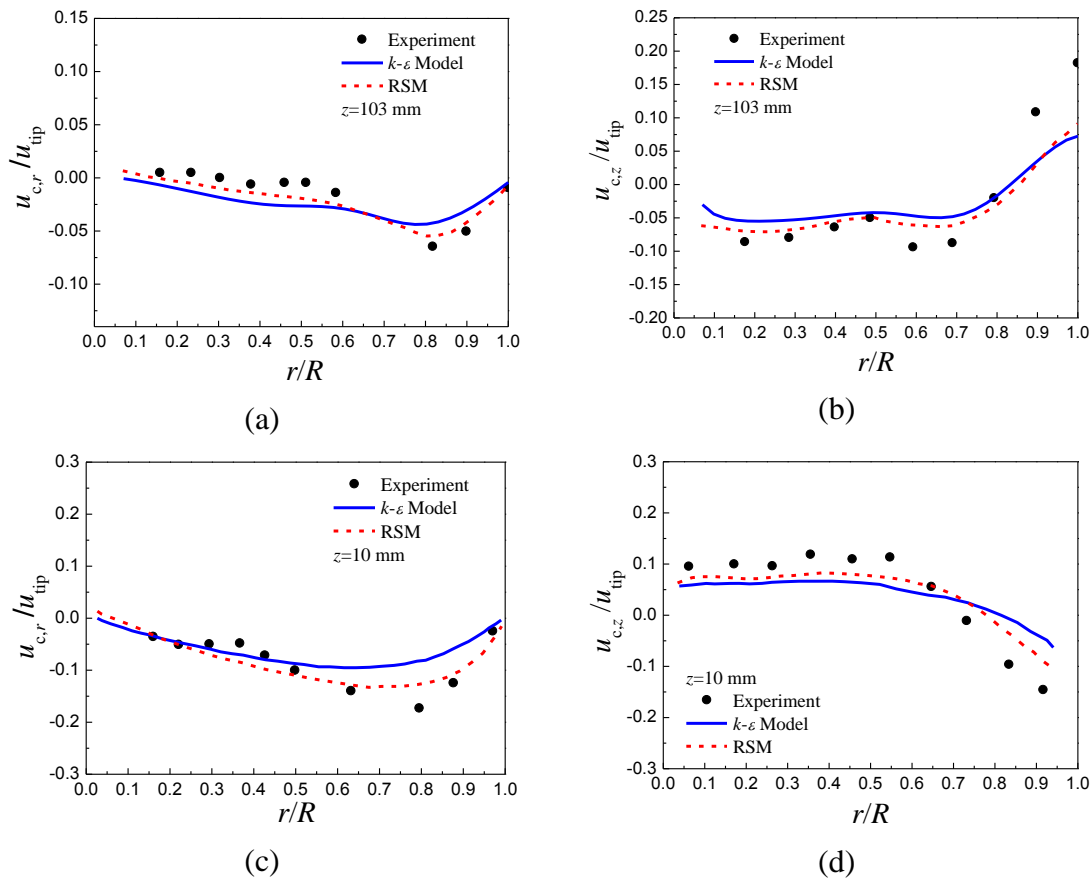 0.15
0.10
0.05
0.00
-0.05
-0.10
u_c,r /u_tip
Experiment
k-ε Model
RSM
z=103 mm
0.0 0.1 0.2 0.3 0.4 0.5 0.6 0.7 0.8 0.9 1.0
r/R
(a)
0.25
0.20
0.15
0.10
0.05
0.00
-0.05
-0.10
-0.15
-0.20
u_c,z /u_tip
Experiment
k-ε Model
RSM
z=103 mm
0.0 0.1 0.2 0.3 0.4 0.5 0.6 0.7 0.8 0.9 1.0
r/R
(b)
0.3
0.2
0.1
0.0
-0.1
-0.2
-0.3
u_c,r /u_tip
Experiment
k-ε Model
RSM
z=10 mm
0.0 0.1 0.2 0.3 0.4 0.5 0.6 0.7 0.8 0.9 1.0
r/R
(c)
0.3
0.2
0.1
0.0
-0.1
-0.2
-0.3
u_c,z /u_tip
z=10 mm
Experiment
k-ε Model
RSM
0.0 0.1 0.2 0.3 0.4 0.5 0.6 0.7 0.8 0.9 1.0
r/R
(d)